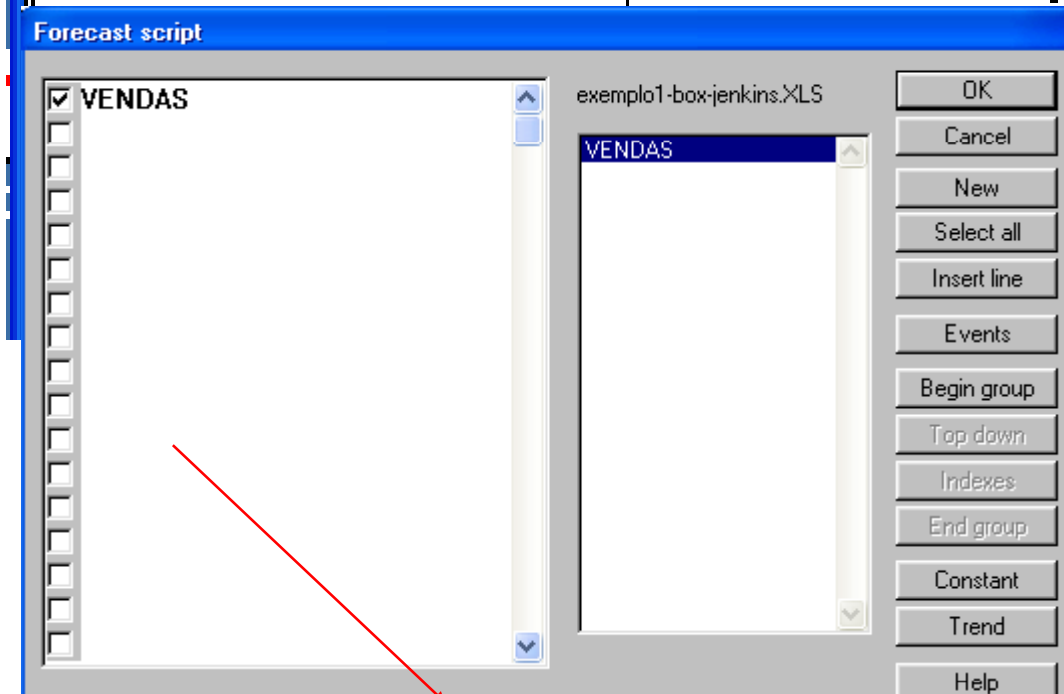 Forecast script
VENDAS
exemplo1-box-jenkins.XLS
VENDAS
OK
Cancel
New
Select all
Insert line
Events
Begin group
Top down
Indexes
End group
Constant
Trend
Help